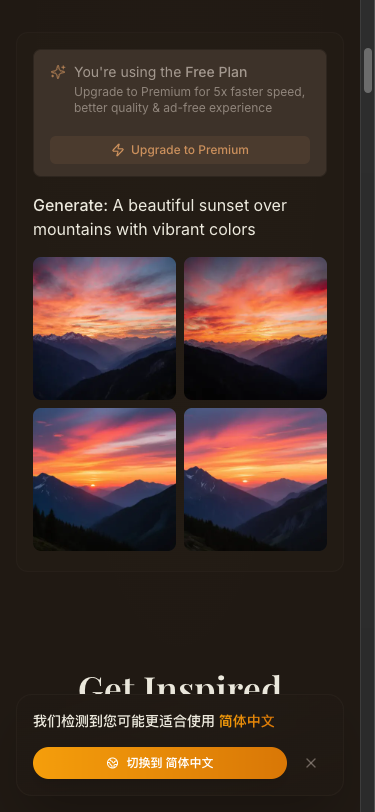 You're using the Free Plan
Upgrade to Premium for 5x faster speed,
better quality & ad-free experience
Upgrade to Premium
Generate: A beautiful sunset over
mountains with vibrant colors
Get Inspired
我们检测到您可能更适合使用 简体中文
切换到 简体中文